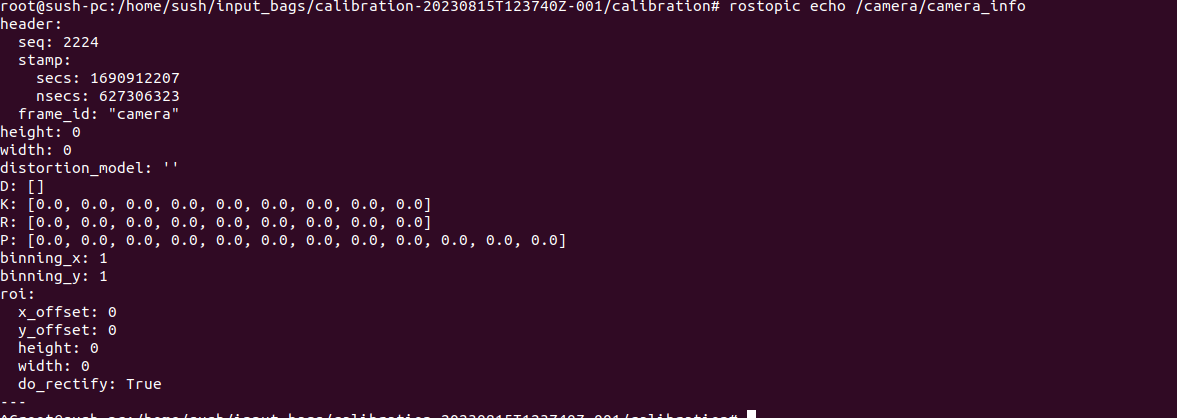 root@sush-pc:/home/sush/input_bags/calibration-20230815T123740Z-001/calibration# rostopic echo /camera/camera_info
header:
  seq: 2224
  stamp:
    secs: 1690912207
    nsecs: 627306323
  frame_id: "camera"
height: 0
width: 0
distortion_model: ''
D: []
K: [0.0, 0.0, 0.0, 0.0, 0.0, 0.0, 0.0, 0.0, 0.0]
R: [0.0, 0.0, 0.0, 0.0, 0.0, 0.0, 0.0, 0.0, 0.0]
P: [0.0, 0.0, 0.0, 0.0, 0.0, 0.0, 0.0, 0.0, 0.0, 0.0, 0.0, 0.0]
binning_x: 1
binning_y: 1
roi:
  x_offset: 0
  y_offset: 0
  height: 0
  width: 0
  do_rectify: True
---
^Croot@sush-pc:/home/sush/input_bags/calibration-20230815T123740Z-001/calibration#